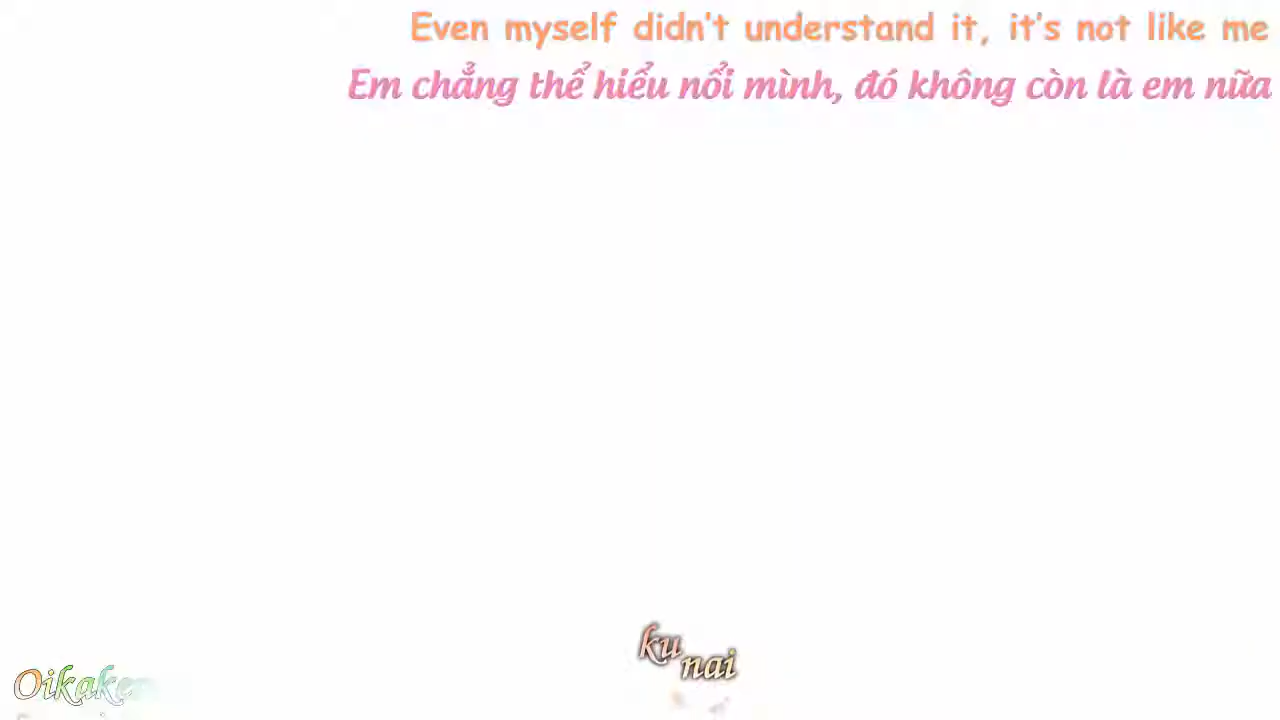 Even myself didn't understand it, it's not like me
Em chẳng thể hiểu nổi mình, đó không còn là em nữa
ku nai
Oikake